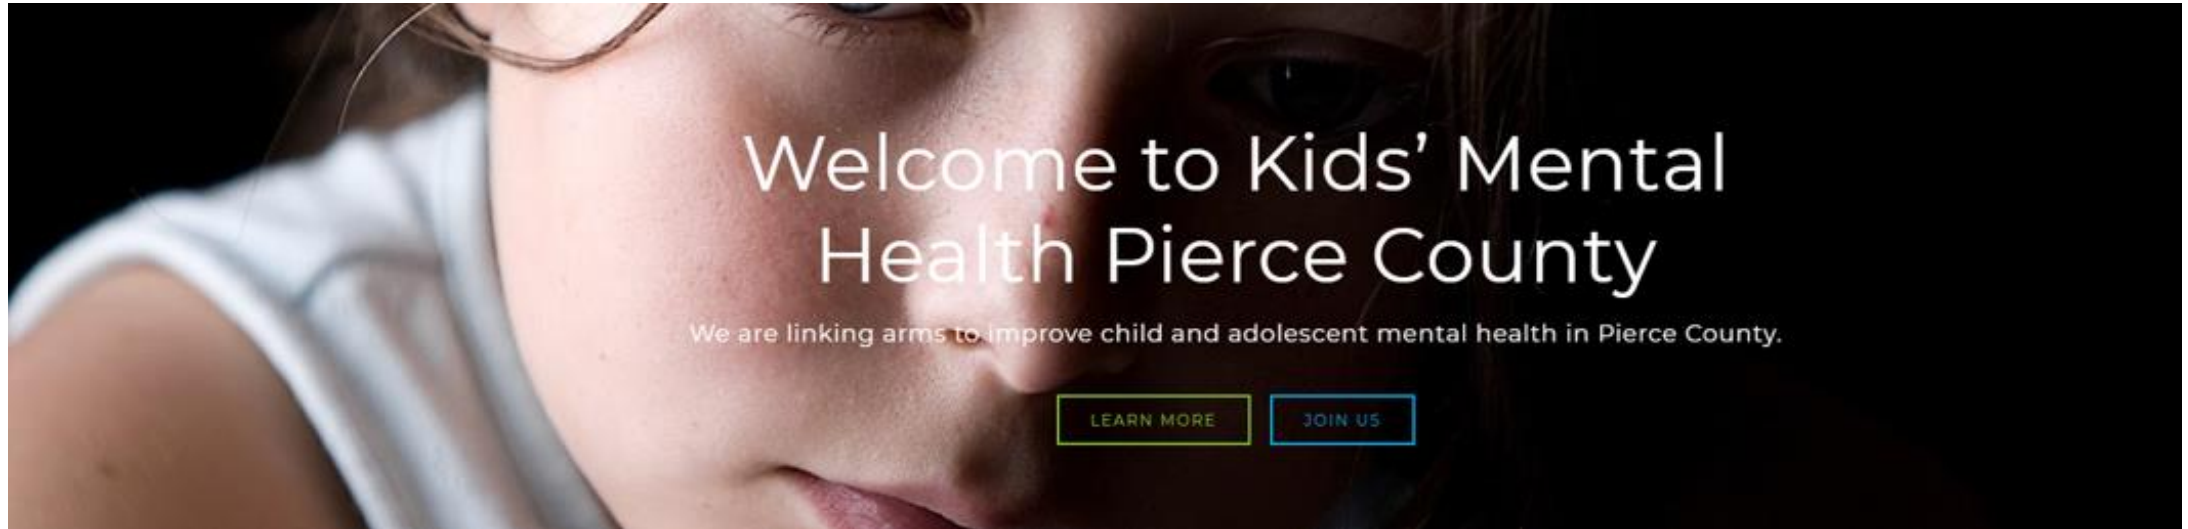 Welcome to Kids’ Mental
Health Pierce County
We are linking arms to improve child and adolescent mental health in Pierce County.
LEARN MORE
JOIN US